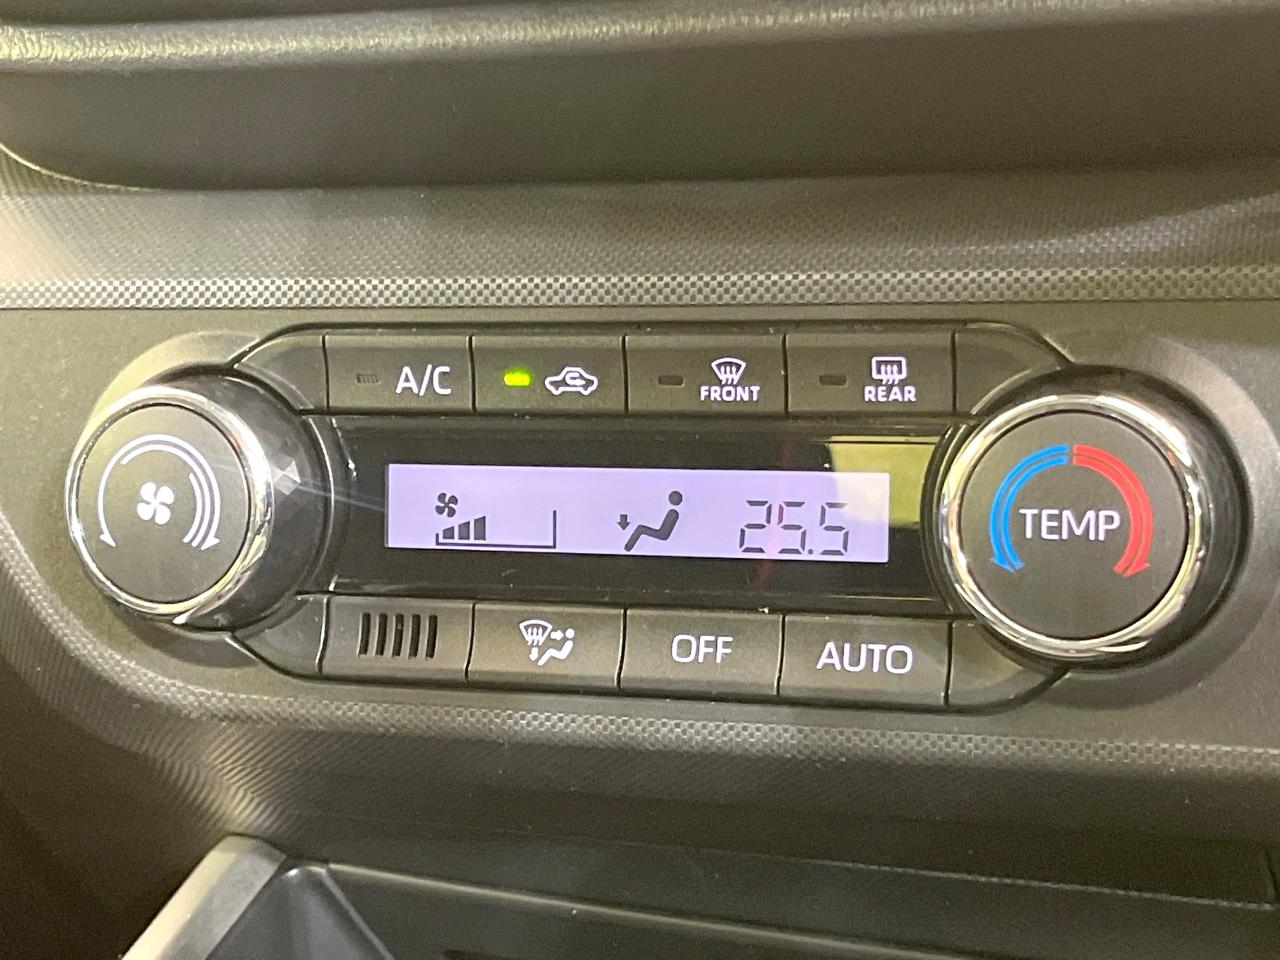 A/C
FRONT
REAR
25.5
TEMP
OFF
AUTO